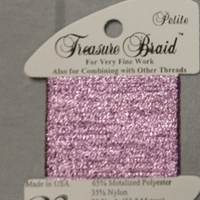 Petite
Treasure Braid™
For Very Fine Work
Also for Combining with Other Threads
Made in USA
65% Metalized Polyester
35% Nylon